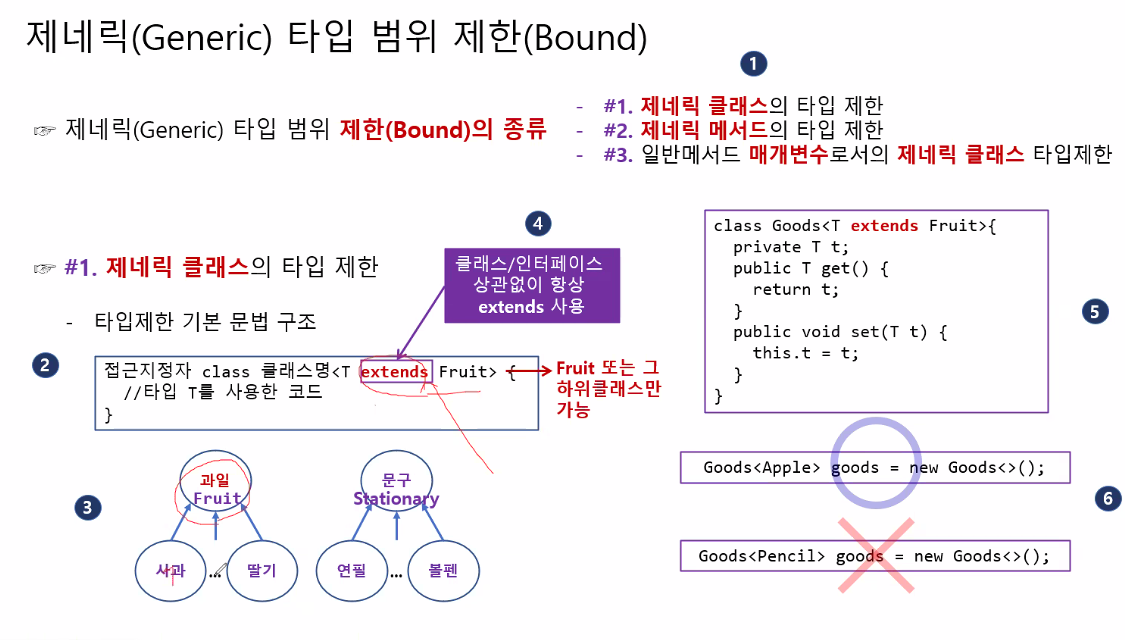 제네릭(Generic) 타입 범위 제한(Bound)
1
☞ 제네릭(Generic) 타입 범위 제한(Bound)의 종류
- #1. 제네릭 클래스의 타입 제한
- #2. 제네릭 메서드의 타입 제한
- #3. 일반메서드 매개변수로서의 제네릭 클래스 타입제한
4
☞ #1. 제네릭 클래스의 타입 제한
클래스/인터페이스
상관없이 항상
extends 사용
- 타입제한 기본 문법 구조
2
접근지정자 class 클래스명<T extends Fruit> {
//타입 T를 사용한 코드
}
Fruit 또는 그
하위클래스만
가능
3
과일
Fruit
사과
...
딸기
문구
Stationary
연필
...
볼펜
class Goods<T extends Fruit>{
private T t;
public T get() {
return t;
}
public void set(T t) {
this.t = t;
}
}
5
Goods<Apple> goods = new Goods<>();
6
Goods<Pencil> goods = new Goods<>();